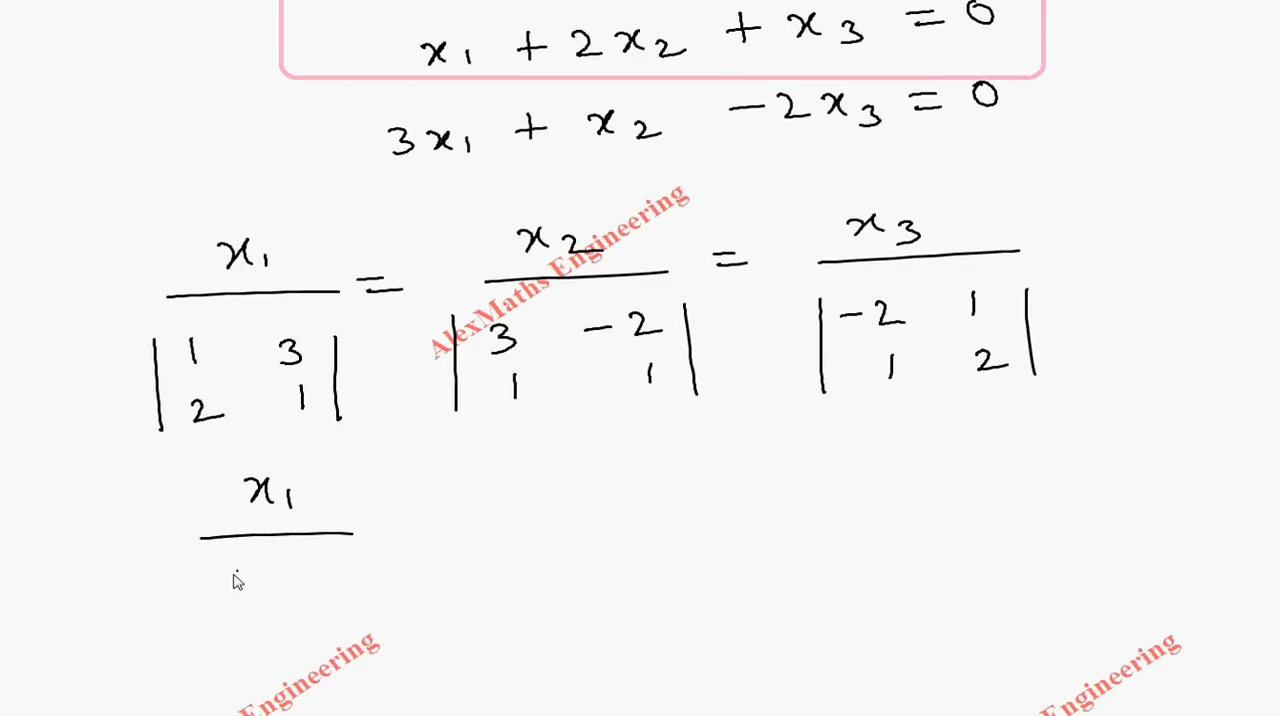 x₁ + 2x₂ + x₃ = 0
3x₁ + x₂ - 2x₃ = 0
x₁ = x₂ = x₃
| 1 3 | | 3 -2 | | -2 1 |
| 2 1 | | 1 1 | | 1 2 |
AlexMaths Engineering
x₁
Engineering Engineering